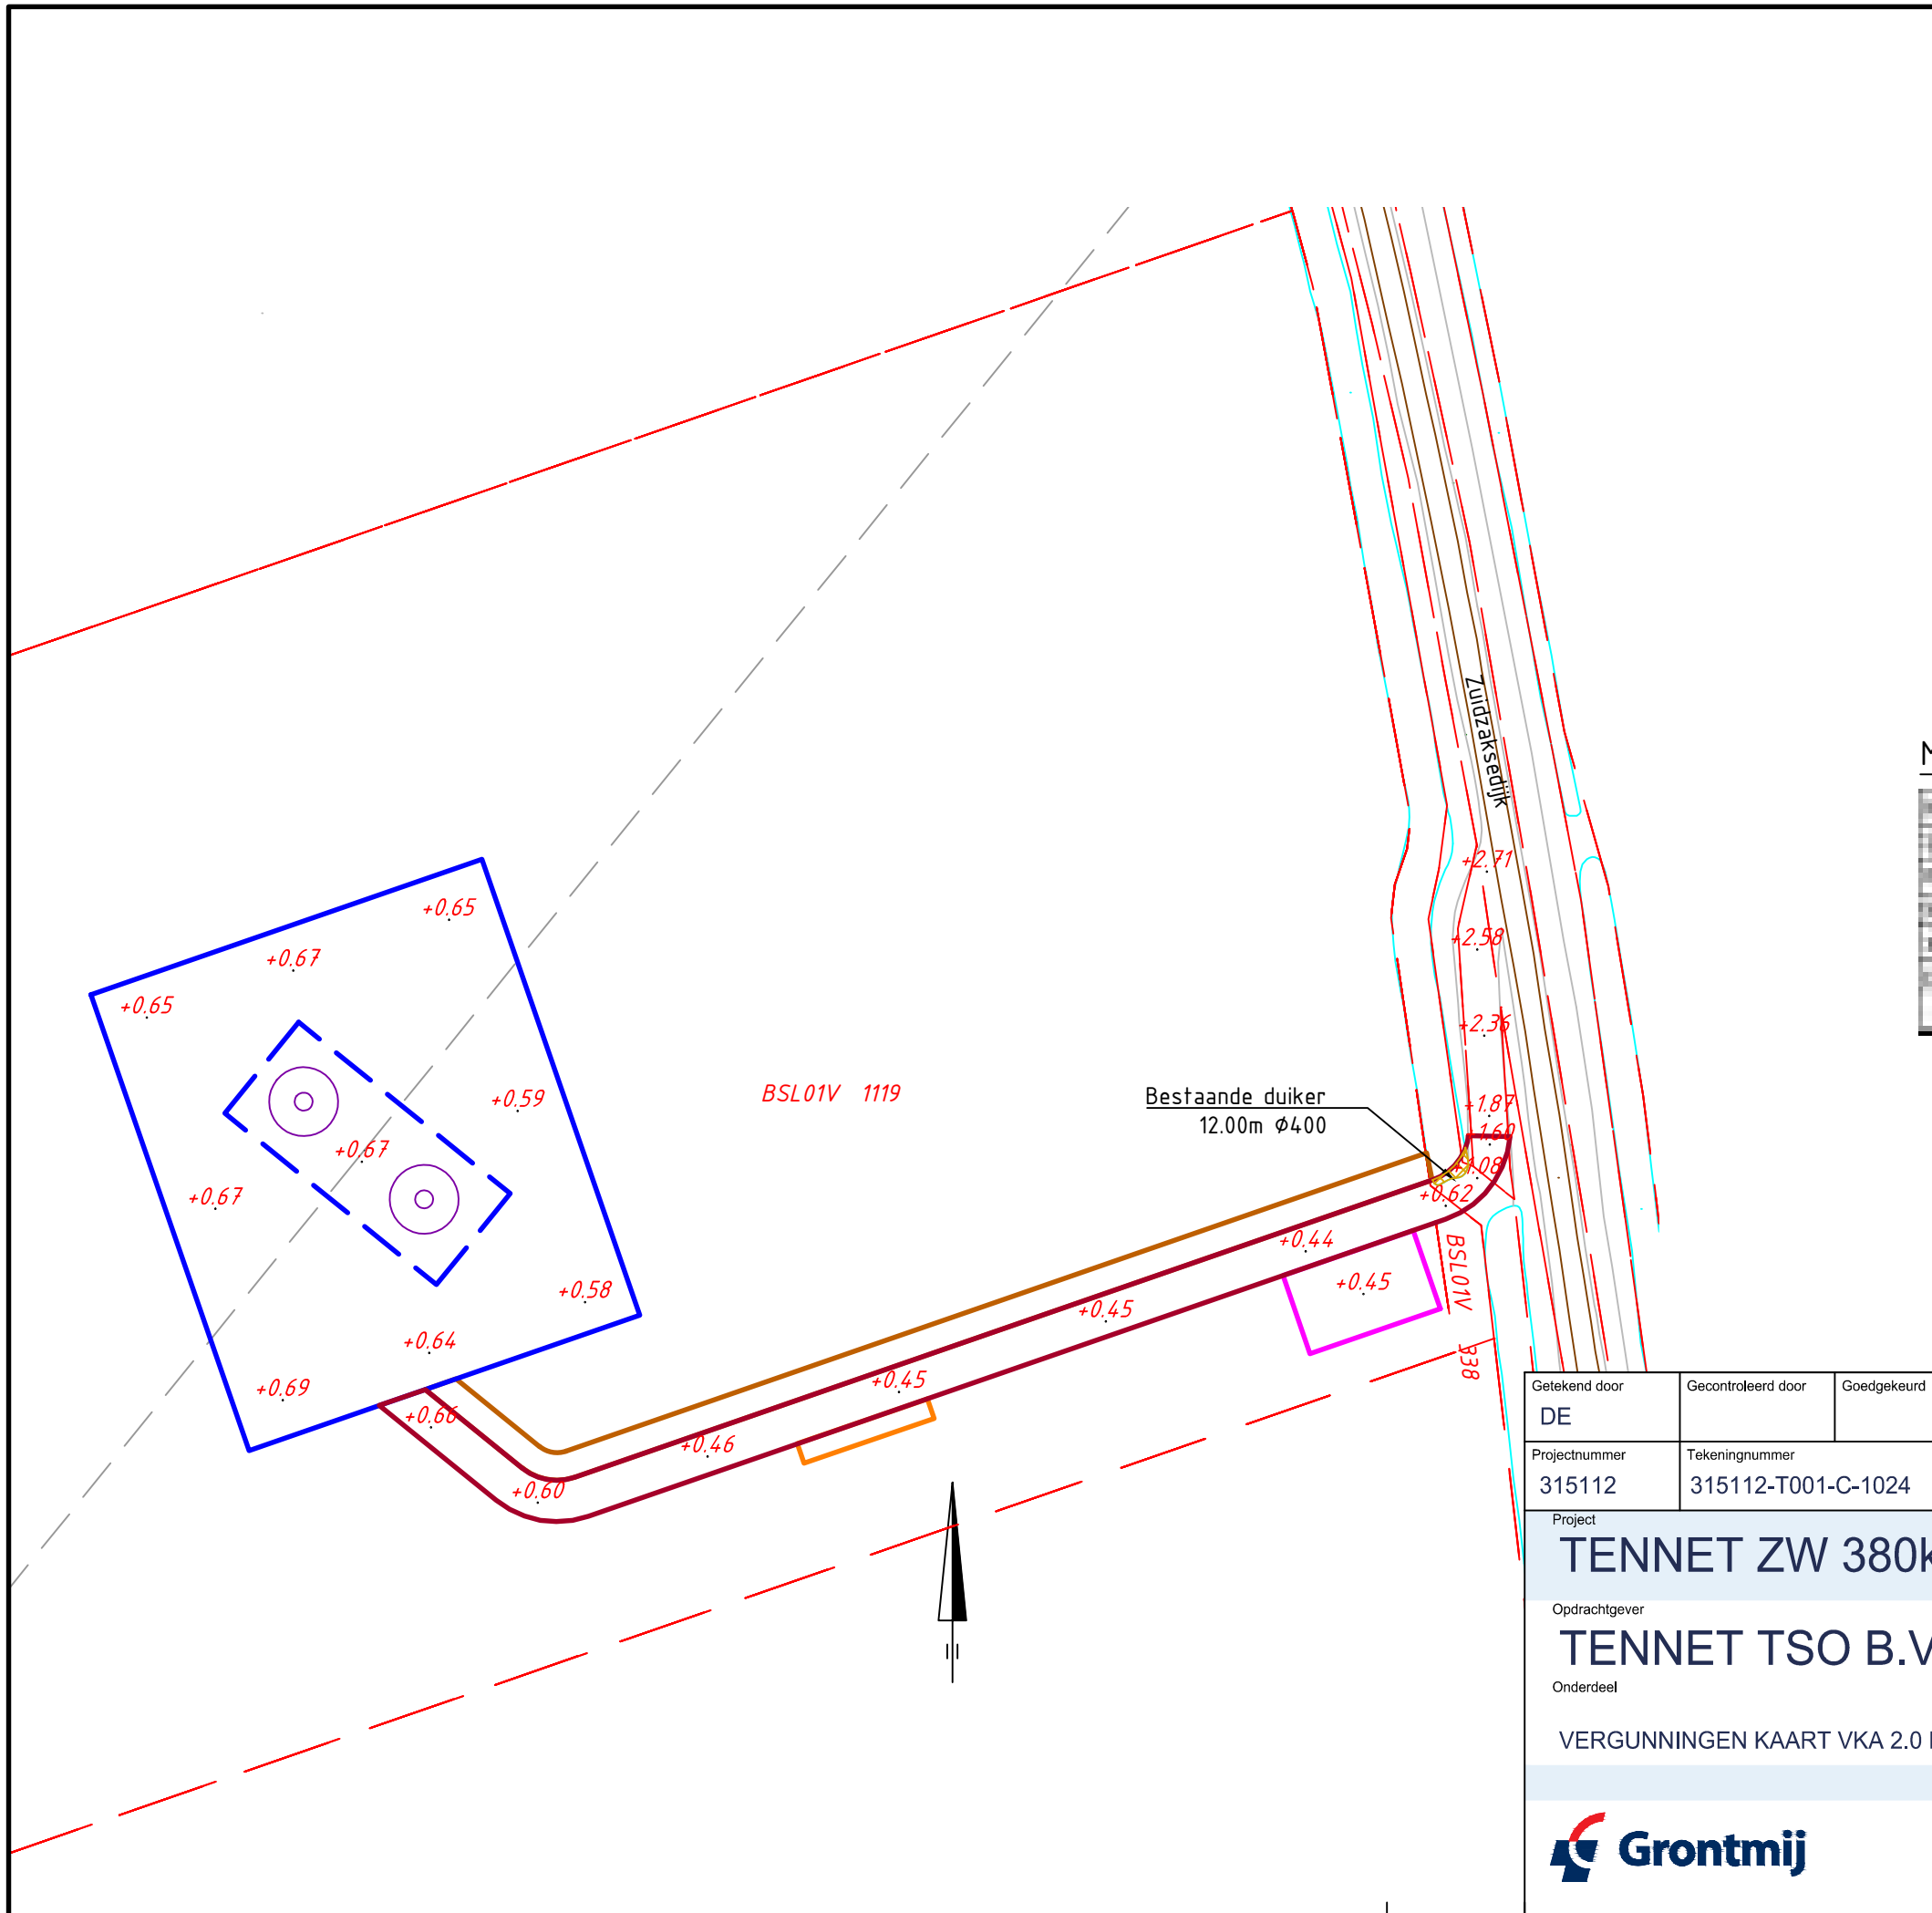 Zuidzaksedijk
+2.71
+0.65
+2.58
+0.67
+0.65
+2.36
BSL01V 1119
Bestaande duiker
12.00m Ø400
+0.59
+1.87
+1.60
+0.67
+1.08
+0.67
+0.62
+0.44
BSL01V 338
+0.58
+0.45
+0.45
+0.64
+0.69
+0.45
+0.66
+0.46
+0.60
Getekend door
Gecontroleerd door
Goedgekeurd
DE
Projectnummer
Tekeningnummer
315112
315112-T001-C-1024
Project
TENNET ZW 380k
Opdrachtgever
TENNET TSO B.V
Onderdeel
VERGUNNINGEN KAART VKA 2.0
Grontmij